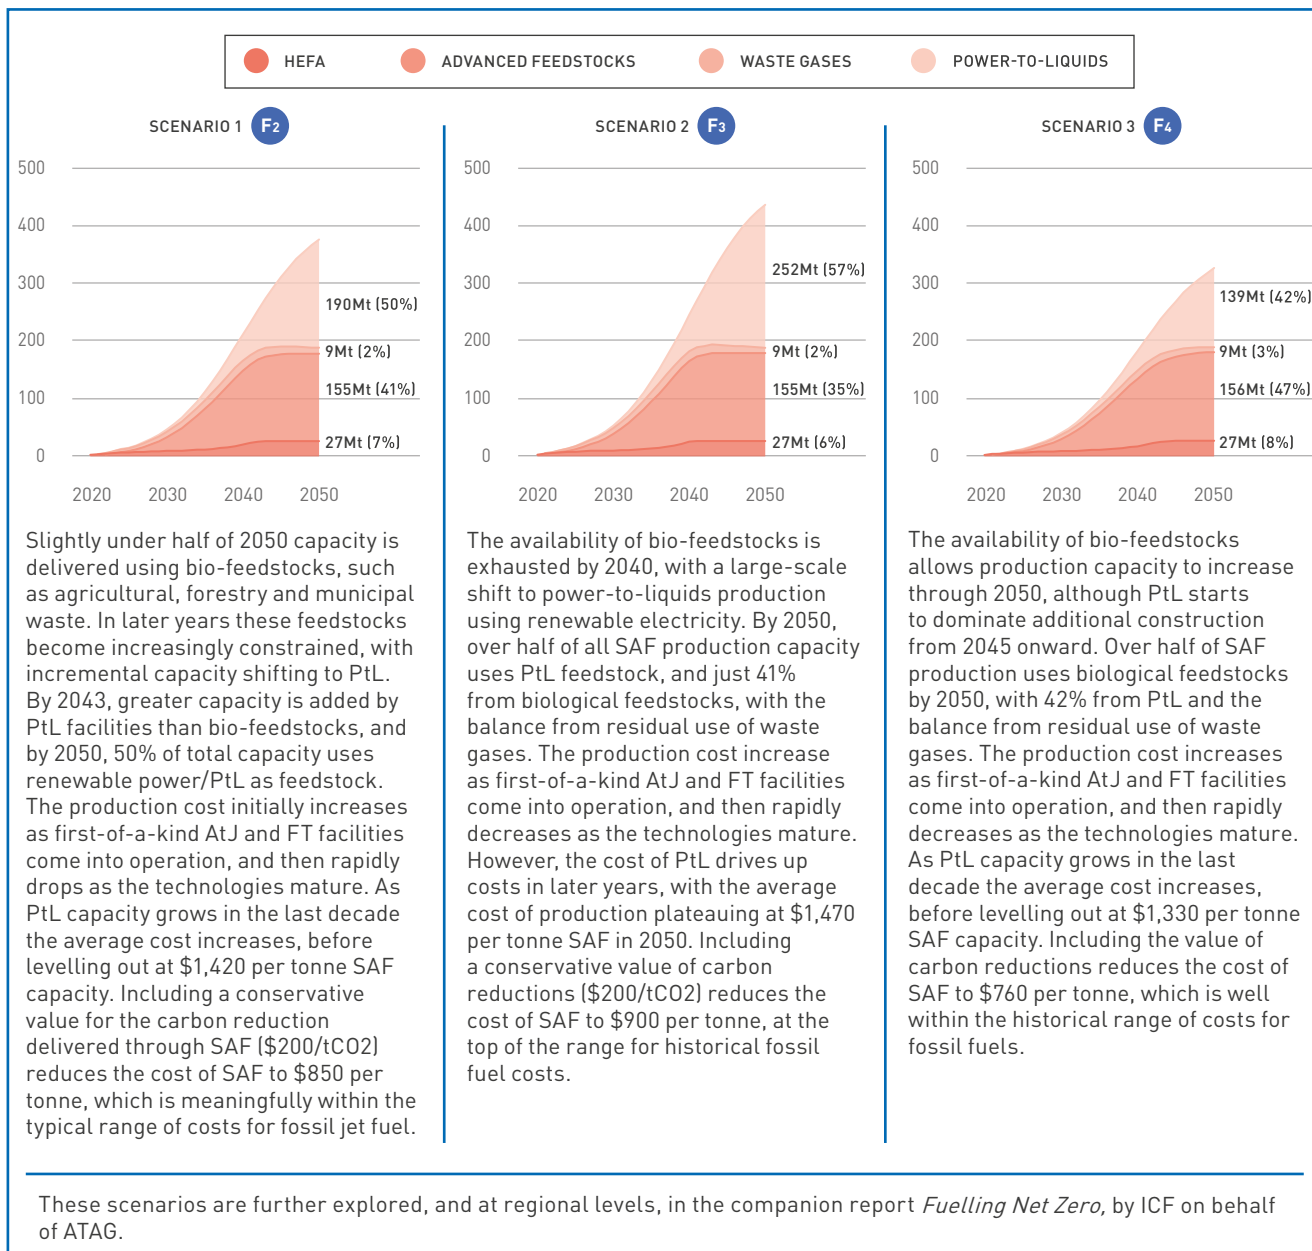 HEFA
ADVANCED FEEDSTOCKS
WASTE GASES
POWER-TO-LIQUIDS
SCENARIO 1 F2
500
400
300
200
100
0
190Mt (50%)
9Mt (2%)
155Mt (41%)
27Mt (7%)
2020 2030 2040 2050
Slightly under half of 2050 capacity is
delivered using bio-feedstocks, such
as agricultural, forestry and municipal
waste. In later years these feedstocks
become increasingly constrained, with
incremental capacity shifting to PtL.
By 2043, greater capacity is added by
PtL facilities than bio-feedstocks, and
by 2050, 50% of total capacity uses
renewable power/PtL as feedstock.
The production cost initially increases
as first-of-a-kind AtJ and FT facilities
come into operation, and then rapidly
drops as the technologies mature. As
PtL capacity grows in the last decade
the average cost increases, before
levelling out at $1,420 per tonne SAF
capacity. Including a conservative
value for the carbon reduction
delivered through SAF ($200/tCO2)
reduces the cost of SAF to $850 per
tonne, which is meaningfully within the
typical range of costs for fossil jet fuel.
SCENARIO 2 F3
500
400
300
200
100
0
252Mt (57%)
9Mt (2%)
155Mt (35%)
27Mt (6%)
2020 2030 2040 2050
The availability of bio-feedstocks is
exhausted by 2040, with a large-scale
shift to power-to-liquids production
using renewable electricity. By 2050,
over half of all SAF production capacity
uses PtL feedstock, and just 41%
from biological feedstocks, with the
balance from residual use of waste
gases. The production cost increase
as first-of-a-kind AtJ and FT facilities
come into operation, and then rapidly
decreases as the technologies mature.
However, the cost of PtL drives up
costs in later years, with the average
cost of production plateauing at $1,470
per tonne SAF in 2050. Including
a conservative value of carbon
reductions ($200/tCO2) reduces the
cost of SAF to $900 per tonne, at the
top of the range for historical fossil
fuel costs.
SCENARIO 3 F4
500
400
300
200
100
0
139Mt (42%)
9Mt (3%)
156Mt (47%)
27Mt (8%)
2020 2030 2040 2050
The availability of bio-feedstocks
allows production capacity to increase
through 2050, although PtL starts
to dominate additional construction
from 2045 onward. Over half of SAF
production uses biological feedstocks
by 2050, with 42% from PtL and the
balance from residual use of waste
gases. The production cost increases
as first-of-a-kind AtJ and FT facilities
come into operation, and then rapidly
decreases as the technologies mature.
As PtL capacity grows in the last
decade the average cost increases,
before levelling out at $1,330 per tonne
SAF capacity. Including the value of
carbon reductions reduces the cost of
SAF to $760 per tonne, which is well
within the historical range of costs for
fossil fuels.
These scenarios are further explored, and at regional levels, in the companion report Fuelling Net Zero, by ICF on behalf
of ATAG.